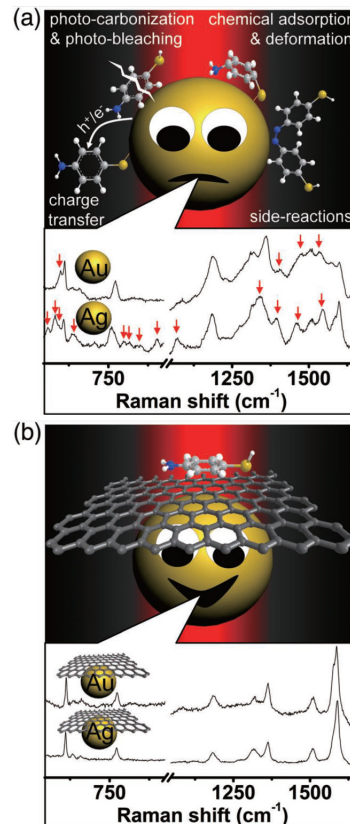 (a)
photo-carbonization
& photo-bleaching
chemical adsorption
& deformation
h+/e-
charge
transfer
side-reactions
Au
Ag
750 1250 1500
Raman shift (cm⁻¹)
(b)
Au
Ag
750 1250 1500
Raman shift (cm⁻¹)